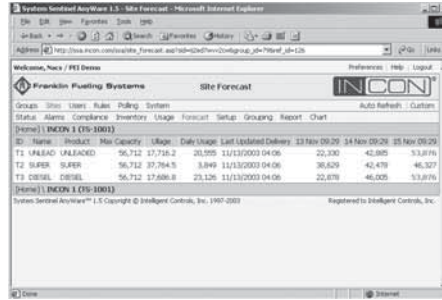 System Sentinel AnyWare 1.5 - Site Forecast - Microsoft Internet Explorer
File Edit View Favorites Tools Help
Back Search Favorites History
Address Go Links
Welcome, Nacx / PEI Demo Preferences | Help | Logout
Franklin Fueling Systems Site Forecast INCON
Groups Sites Users Rules Polling System Auto Refresh Custom
Status Alarms Compliance Inventory Usage Forecast Setup Grouping Report Chart
[Home] \ INCON 1 (TS-1001)
ID Name Product Max Capacity Ullage Daily Usage Last Updated Delivery 13 Nov 09:29 14 Nov 09:29 15 Nov 09:29
T1 UNLEAD UNLEADED 56,712 17,716.2 20,555 11/13/2003 04:06 22,330 42,885 53,876
T2 SUPER SUPER 56,712 37,764.5 3,849 11/13/2003 04:06 38,629 42,478 46,327
T3 DIESEL DIESEL 56,712 17,686.8 23,126 11/13/2003 04:06 22,878 46,005 53,876
[Home] \ INCON 1 (TS-1001)
System Sentinel AnyWare™ 1.5 Copyright © Intelligent Controls, Inc. 1997-2003 Registered to Intelligent Controls, Inc.
Done Internet